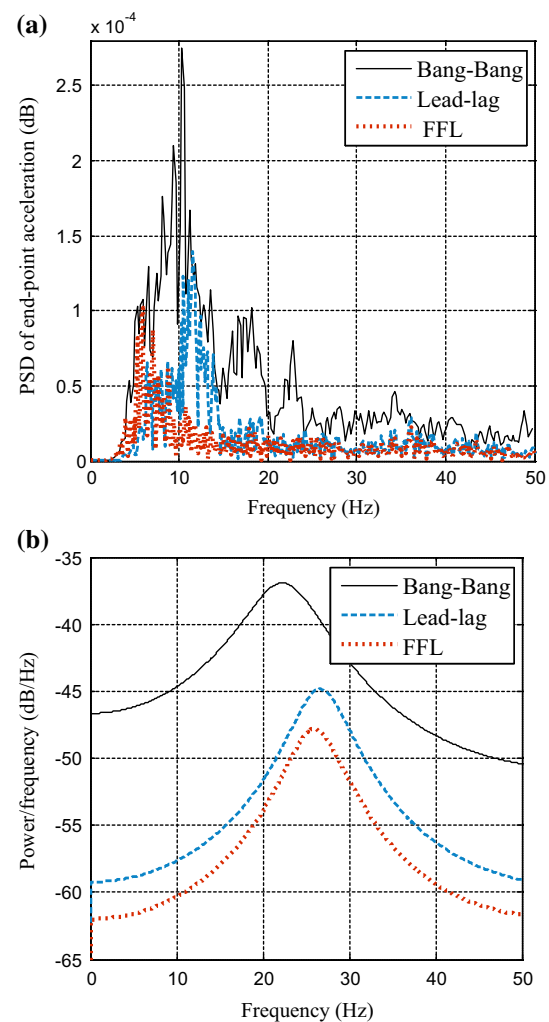 (a)
x 10⁻⁴
PSD of end-point acceleration (dB)
2.5
2
1.5
1
0.5
0
Bang-Bang
Lead-lag
FFL
0 10 20 30 40 50
Frequency (Hz)
(b)
Power/frequency (dB/Hz)
-35
-40
-45
-50
-55
-60
-65
Bang-Bang
Lead-lag
FFL
0 10 20 30 40 50
Frequency (Hz)